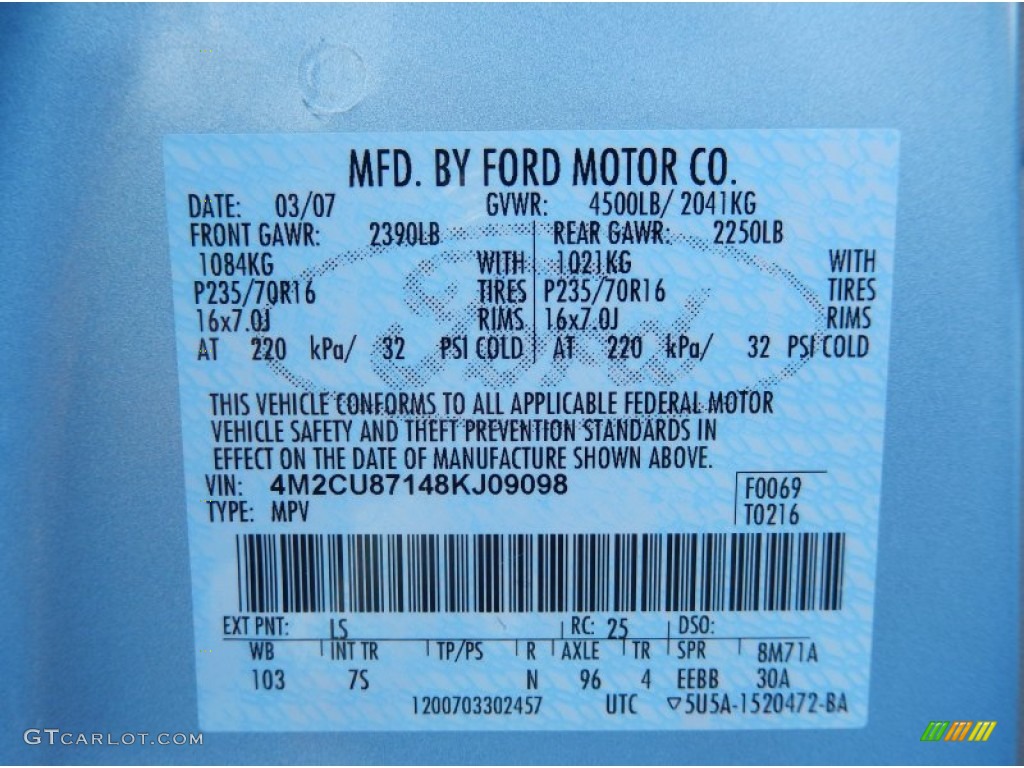 MFD. BY FORD MOTOR CO.
DATE: 03/07 GVWR: 4500LB/ 2041KG
FRONT GAWR: 2390LB REAR GAWR: 2250LB
1084KG WITH 1021KG WITH
P235/70R16 TIRES P235/70R16 TIRES
16x7.0J RIMS 16x7.0J RIMS
AT 220 kPa/ 32 PSI COLD AT 220 kPa/ 32 PSI COLD
Ford
THIS VEHICLE CONFORMS TO ALL APPLICABLE FEDERAL MOTOR
VEHICLE SAFETY AND THEFT PREVENTION STANDARDS IN
EFFECT ON THE DATE OF MANUFACTURE SHOWN ABOVE.
VIN: 4M2CU87148KJ09098 F0069
TYPE: MPV T0216
EXT PNT: LS RC: 25 DSO:
WB INT TR TP/PS R AXLE TR SPR 8M71A
103 7S N 96 4 EEBB 30A
1200703302457 UTC ▽5U5A-1520472-BA
GTCARLOT.COM